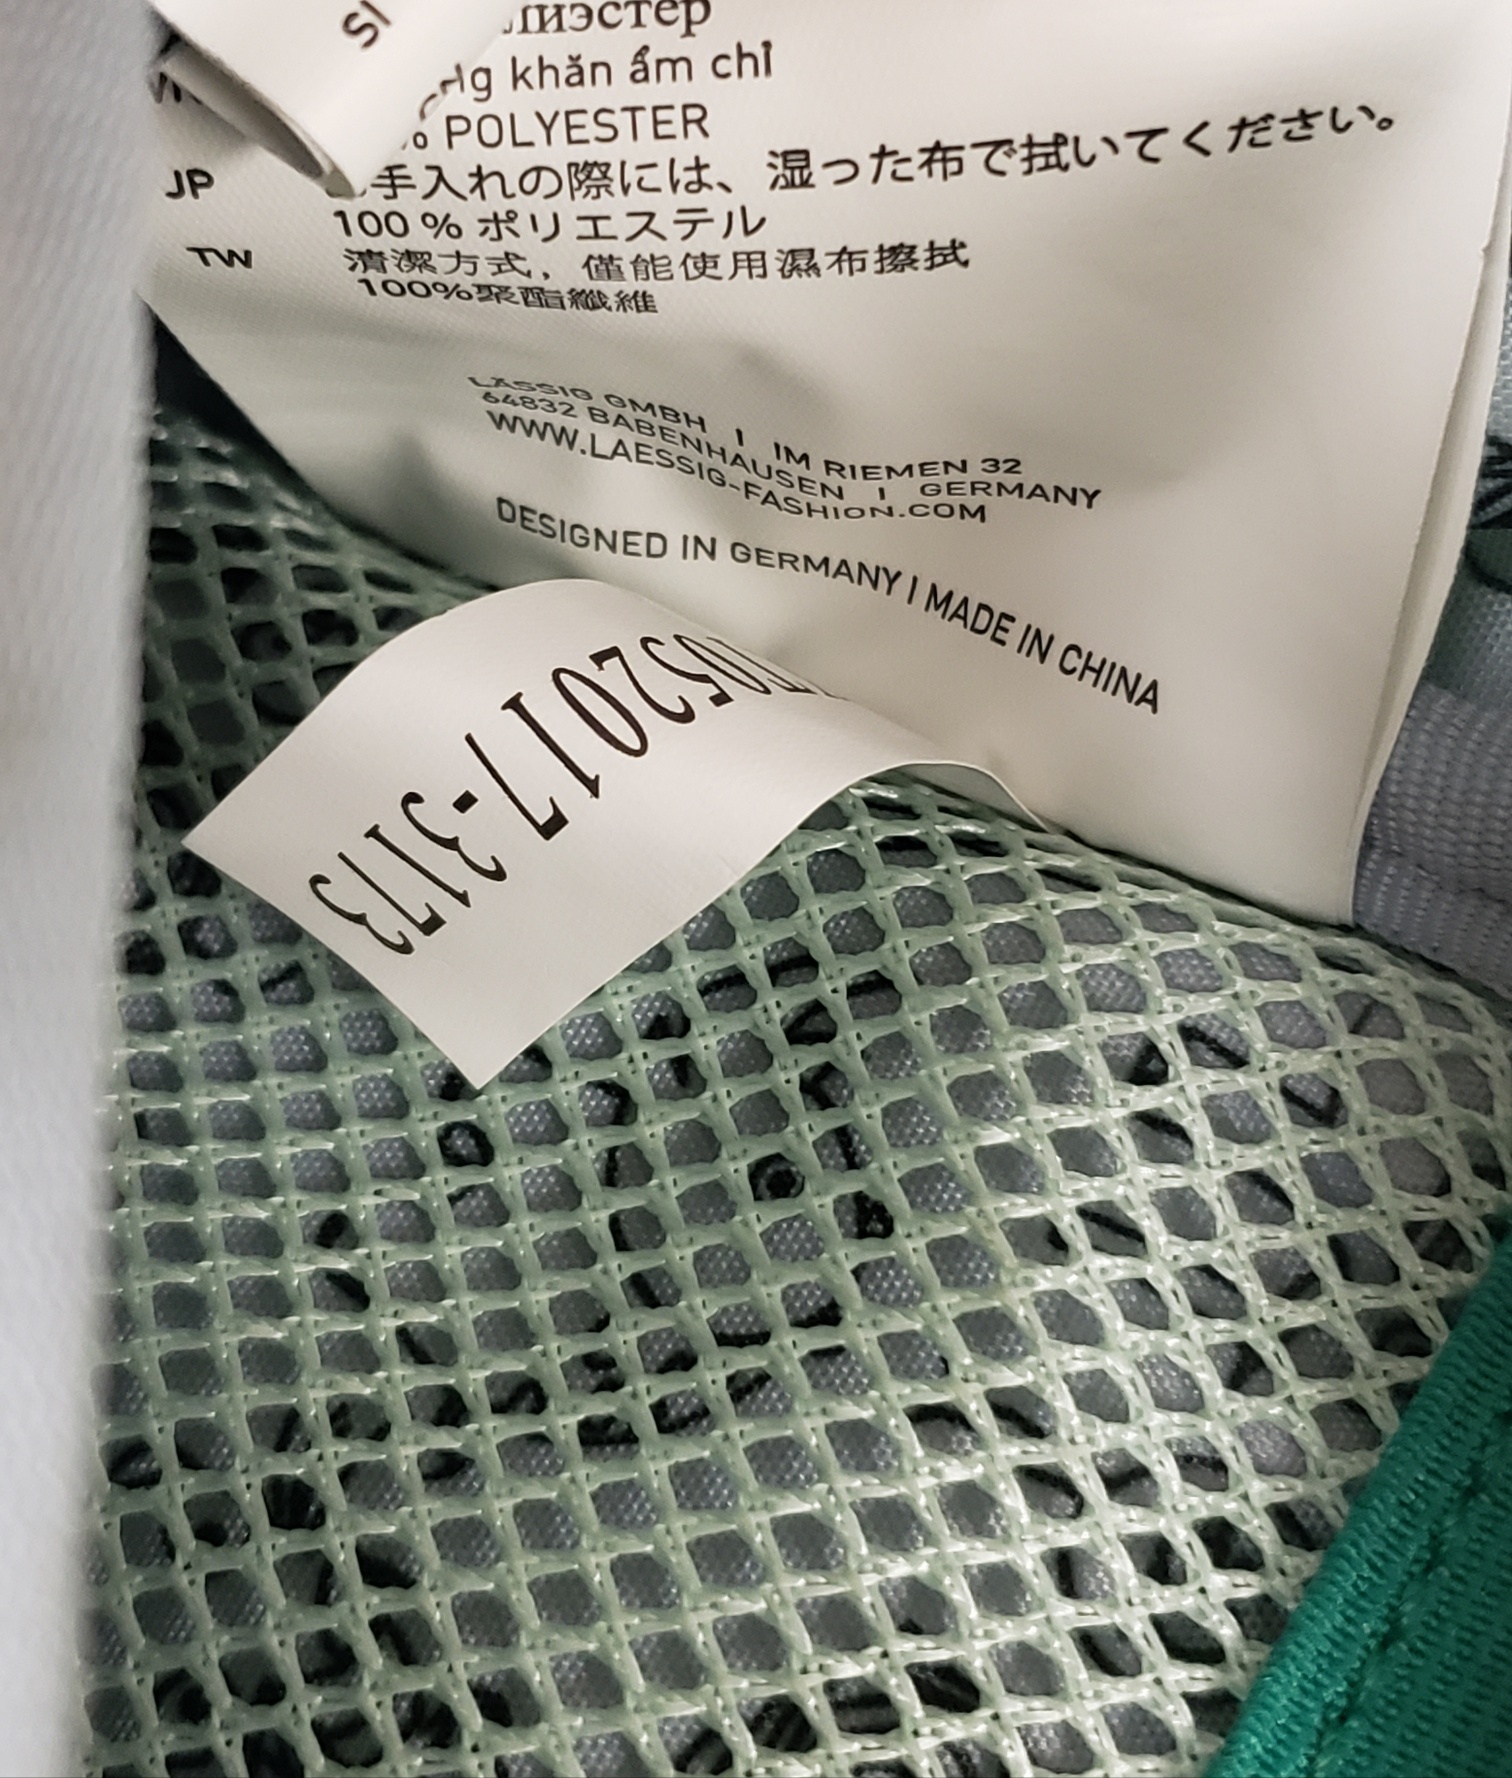 SI
khăn ẩm chỉ
% POLYESTER
JP 手入れの際には、湿った布で拭いてください。
100 % ポリエステル
TW 清潔方式，僅能使用濕布擦拭
100%聚酯纖維
LÄSSIG GMBH | IM RIEMEN 32
64832 BABENHAUSEN | GERMANY
WWW.LAESSIG-FASHION.COM
DESIGNED IN GERMANY | MADE IN CHINA
052017-3173